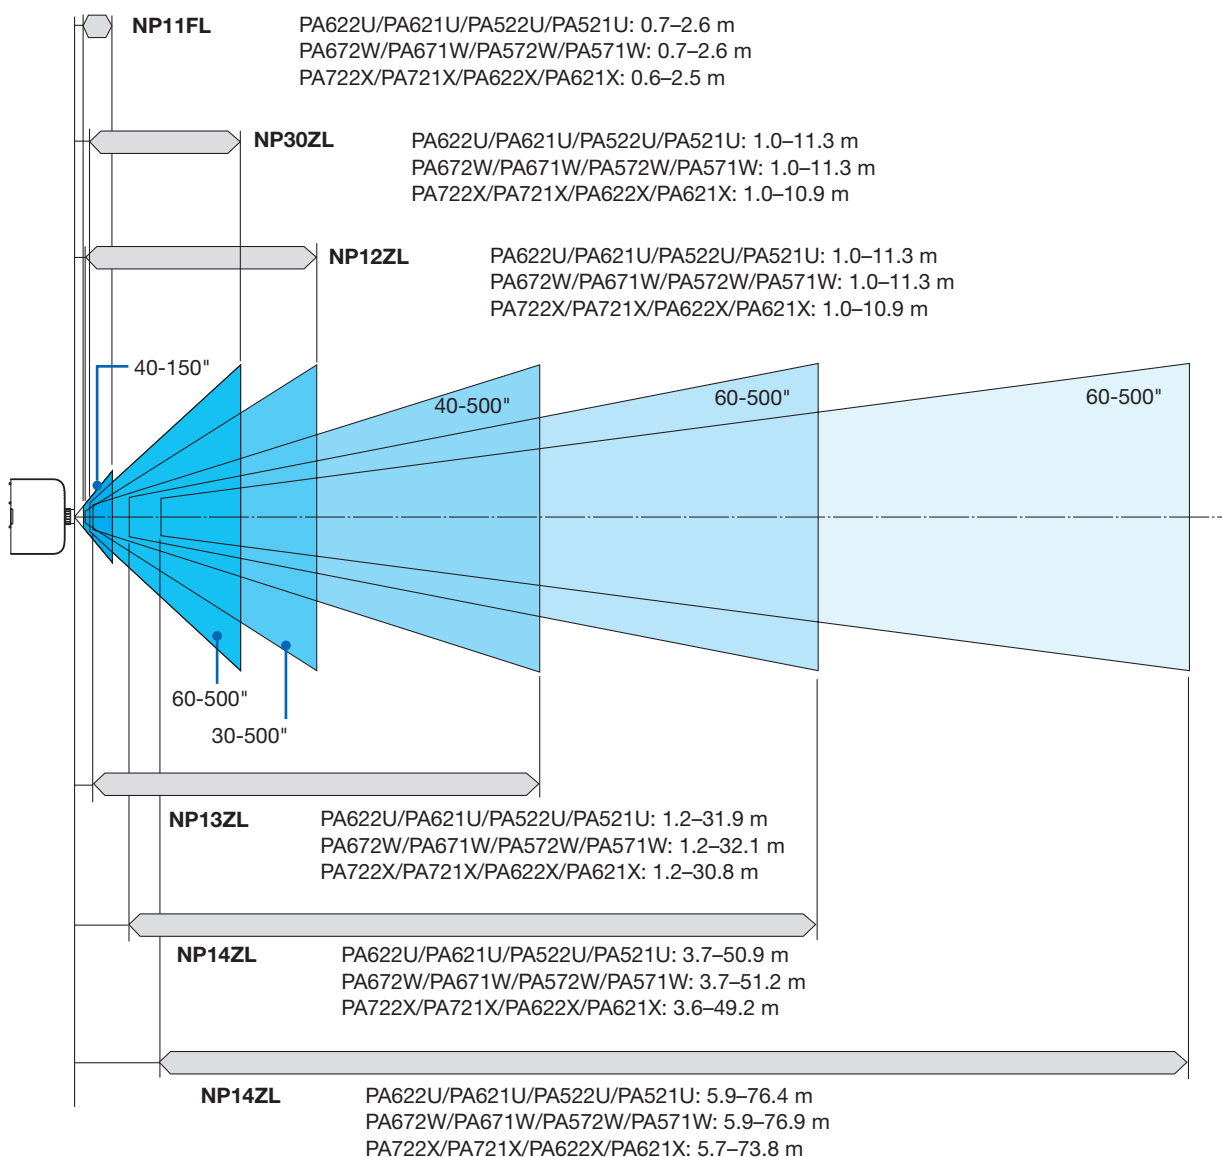 NP11FL
PA622U/PA621U/PA522U/PA521U: 0.7–2.6 m
PA672W/PA671W/PA572W/PA571W: 0.7–2.6 m
PA722X/PA721X/PA622X/PA621X: 0.6–2.5 m
NP30ZL
PA622U/PA621U/PA522U/PA521U: 1.0–11.3 m
PA672W/PA671W/PA572W/PA571W: 1.0–11.3 m
PA722X/PA721X/PA622X/PA621X: 1.0–10.9 m
NP12ZL
PA622U/PA621U/PA522U/PA521U: 1.0–11.3 m
PA672W/PA671W/PA572W/PA571W: 1.0–11.3 m
PA722X/PA721X/PA622X/PA621X: 1.0–10.9 m
40-150"
40-500"
60-500"
60-500"
60-500"
30-500"
NP13ZL
PA622U/PA621U/PA522U/PA521U: 1.2–31.9 m
PA672W/PA671W/PA572W/PA571W: 1.2–32.1 m
PA722X/PA721X/PA622X/PA621X: 1.2–30.8 m
NP14ZL
PA622U/PA621U/PA522U/PA521U: 3.7–50.9 m
PA672W/PA671W/PA572W/PA571W: 3.7–51.2 m
PA722X/PA721X/PA622X/PA621X: 3.6–49.2 m
NP14ZL
PA622U/PA621U/PA522U/PA521U: 5.9–76.4 m
PA672W/PA671W/PA572W/PA571W: 5.9–76.9 m
PA722X/PA721X/PA622X/PA621X: 5.7–73.8 m